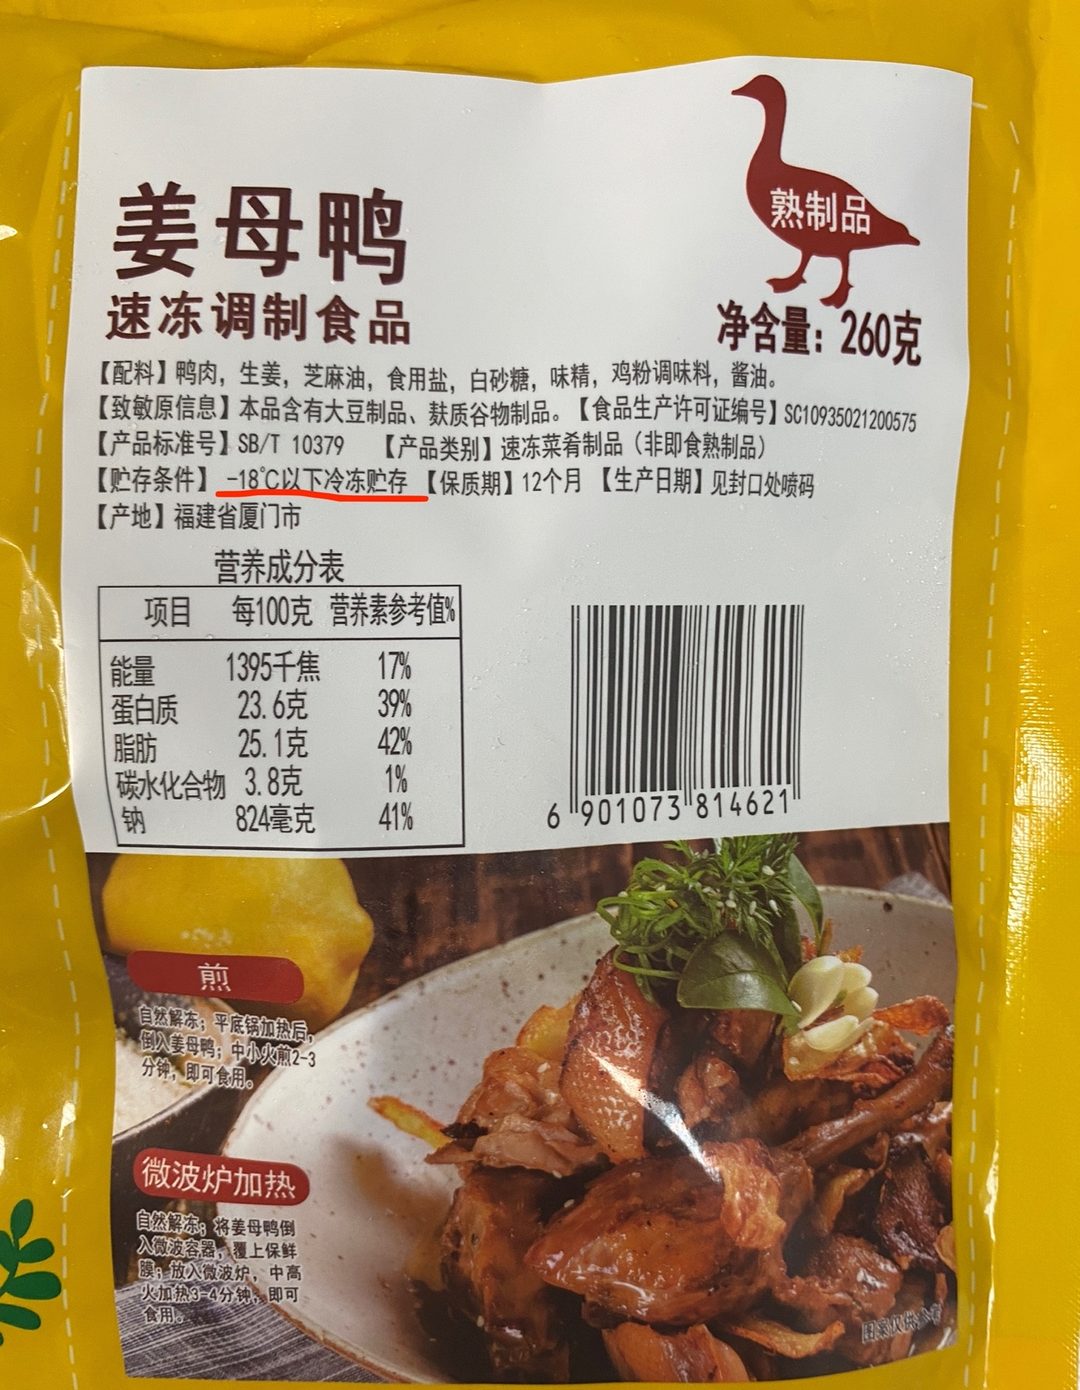 熟制品
姜母鸭
速冻调制食品
净含量：260克
【配料】鸭肉，生姜，芝麻油，食用盐，白砂糖，味精，鸡粉调味料，酱油。
【致敏原信息】本品含有大豆制品、麸质谷物制品。【食品生产许可证编号】SC10935021200575
【产品标准号】SB/T 10379 【产品类别】速冻菜肴制品（非即食熟制品）
【贮存条件】-18℃以下冷冻贮存【保质期】12个月 【生产日期】见封口处喷码
【产地】福建省厦门市
营养成分表
项目 每100克 营养素参考值%
能量 1395千焦 17%
蛋白质 23.6克 39%
脂肪 25.1克 42%
碳水化合物 3.8克 1%
钠 824毫克 41%
6 901073 814621
煎
自然解冻；平底锅加热后，
倒入姜母鸭；中小火煎2-3
分钟，即可食用。
微波炉加热
自然解冻；将姜母鸭倒
入微波容器，覆上保鲜
膜；放入微波炉，中高
火加热3-4分钟，即可
食用。
图案仅供参考